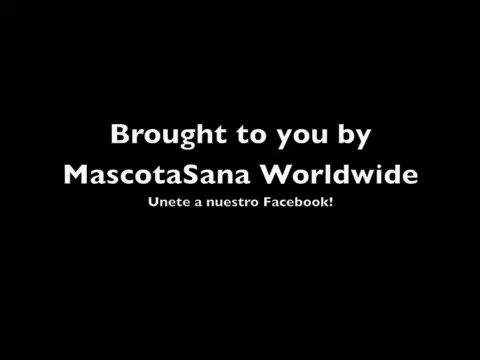 Brought to you by
MascotaSana Worldwide
Unete a nuestro Facebook!